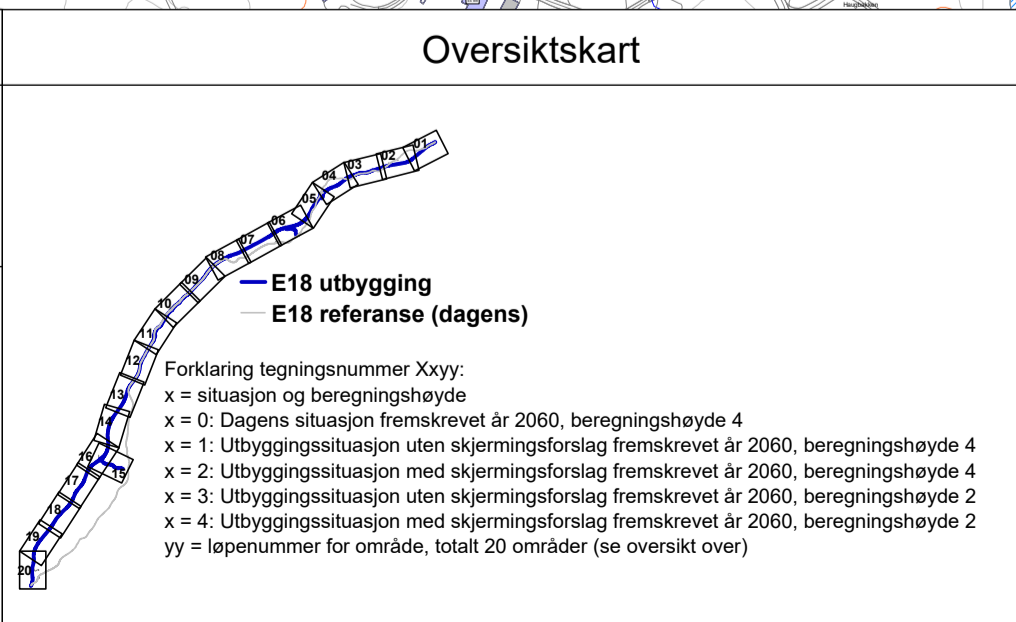 Haugbakken
Oversiktskart
01
02
03
04
05
06
07
08
09
10
11
12
13
14
15
16
17
18
19
20
E18 utbygging
E18 referanse (dagens)
Forklaring tegningsnummer Xxyy:
x = situasjon og beregningshøyde
x = 0: Dagens situasjon fremskrevet år 2060, beregningshøyde 4
x = 1: Utbyggingssituasjon uten skjermingsforslag fremskrevet år 2060, beregningshøyde 4
x = 2: Utbyggingssituasjon med skjermingsforslag fremskrevet år 2060, beregningshøyde 4
x = 3: Utbyggingssituasjon uten skjermingsforslag fremskrevet år 2060, beregningshøyde 2
x = 4: Utbyggingssituasjon med skjermingsforslag fremskrevet år 2060, beregningshøyde 2
yy = løpenummer for område, totalt 20 områder (se oversikt over)